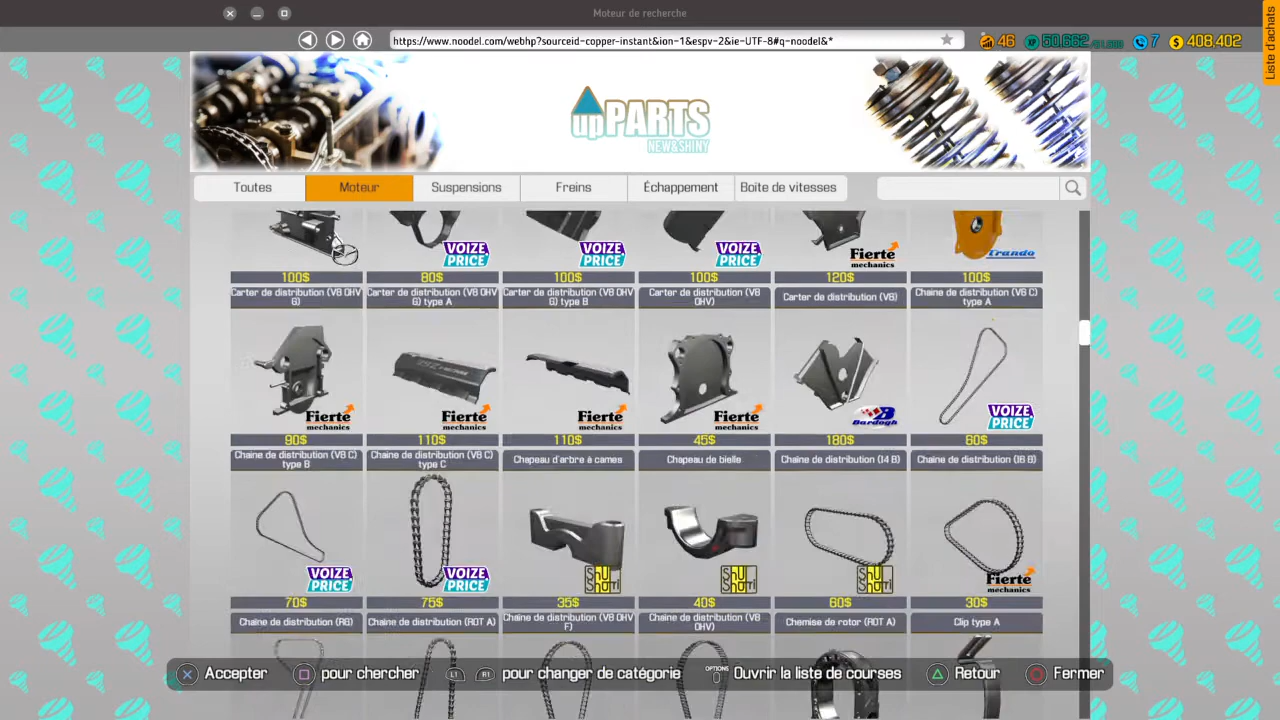 Moteur de recherche
https://www.noodel.com/webhp?sourceid-copper-instant&ion-1&espv-2&ie-UTF-8#q-noodel&*
46
50,662
7
408,402
Liste d'achats
upPARTS
NEW&SHINY
Toutes
Moteur
Suspensions
Freins
Échappement
Boite de vitesses
VOIZE PRICE
VOIZE PRICE
VOIZE PRICE
Fierté mechanics
Trando
100$
80$
100$
100$
120$
100$
Carter de distribution (V8 OHV G)
Carter de distribution (V8 OHV G) type A
Carter de distribution (V8 OHV G) type B
Carter de distribution (V8 OHV)
Carter de distribution (V6)
Chaine de distribution (V8 C) type A
Fierte mechanics
Fierte mechanics
Fierte mechanics
Fierte mechanics
Bardogh
VOIZE PRICE
90$
110$
110$
45$
180$
60$
Chaine de distribution (V8 C) type B
Chaine de distribution (V8 C) type C
Chapeau d'arbre à cames
Chapeau de bielle
Chaine de distribution (I4 B)
Chaine de distribution (I6 B)
VOIZE PRICE
VOIZE PRICE
Fierte mechanics
70$
75$
35$
40$
60$
30$
Chaine de distribution (R6)
Chaine de distribution (ROT A)
Chaine de distribution (V8 OHV F)
Chaine de distribution (V8 OHV)
Chemise de rotor (ROT A)
Clip type A
Accepter
pour chercher
L1
R1
pour changer de catégorie
OPTIONS
Ouvrir la liste de courses
Retour
Fermer